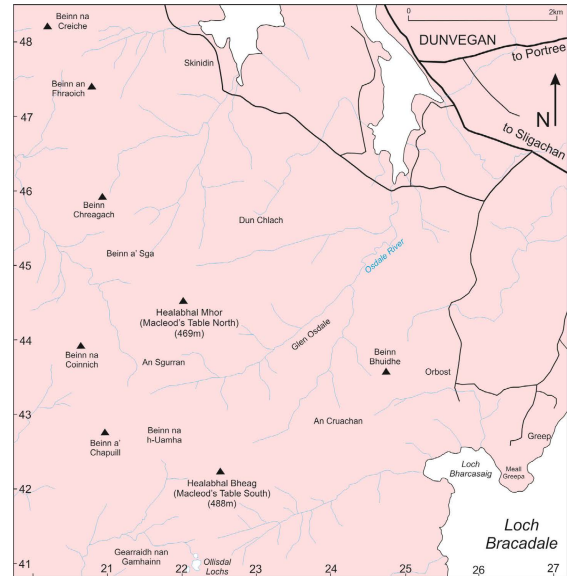 Beinn na
Creiche
0
2km
48
DUNVEGAN
to Portree
Skinidin
Beinn an
Fhraoich
47
N
to Sligachan
46
Beinn
Chreagach
Dun Chlach
Beinn a' Sga
Osdale River
45
Healabhal Mhor
(Macleod's Table North)
(469m)
Glen Osdale
44
Beinn na
Coinnich
An Sgurran
Beinn
Bhuidhe
Orbost
43
An Cruachan
Beinn a'
Chapuill
Beinn na
h-Uamha
Greep
Loch
Bharcasaig
Meall
Greepa
42
Healabhal Bheag
(Macleod's Table South)
(488m)
Loch
Bracadale
Gearraidh nan
Gamhainn
Ollisdal
Lochs
41
21
22
23
24
25
26
27